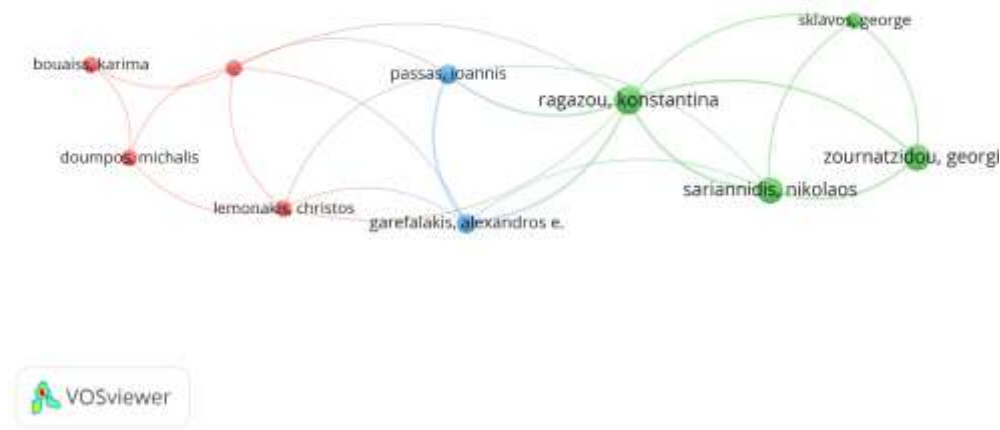 sklavos, george
bouaiss, karima
passas, ioannis
ragazou, konstantina
doumpos, michalis
zournatzidou, georgi
sariannidis, nikolaos
lemonakis, christos
garefalakis, alexandros e.
VOSviewer